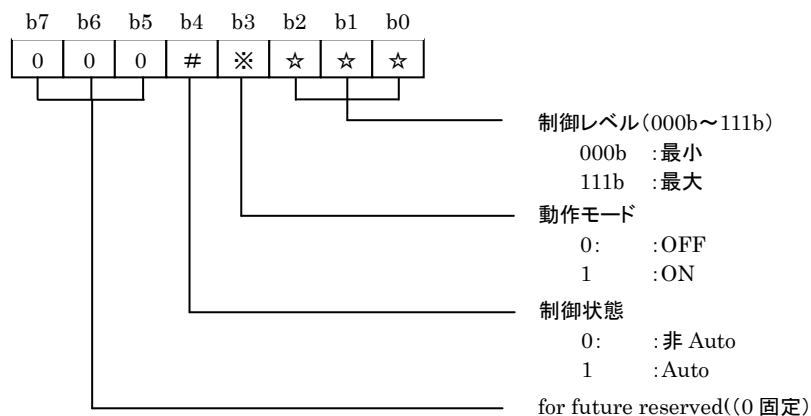 b7 b6 b5 b4 b3 b2 b1 b0
0 0 0 # ※ ☆ ☆ ☆
制御レベル(000b～111b)
000b :最小
111b :最大
動作モード
0: :OFF
1 :ON
制御状態
0: :非 Auto
1 :Auto
for future reserved((0 固定)